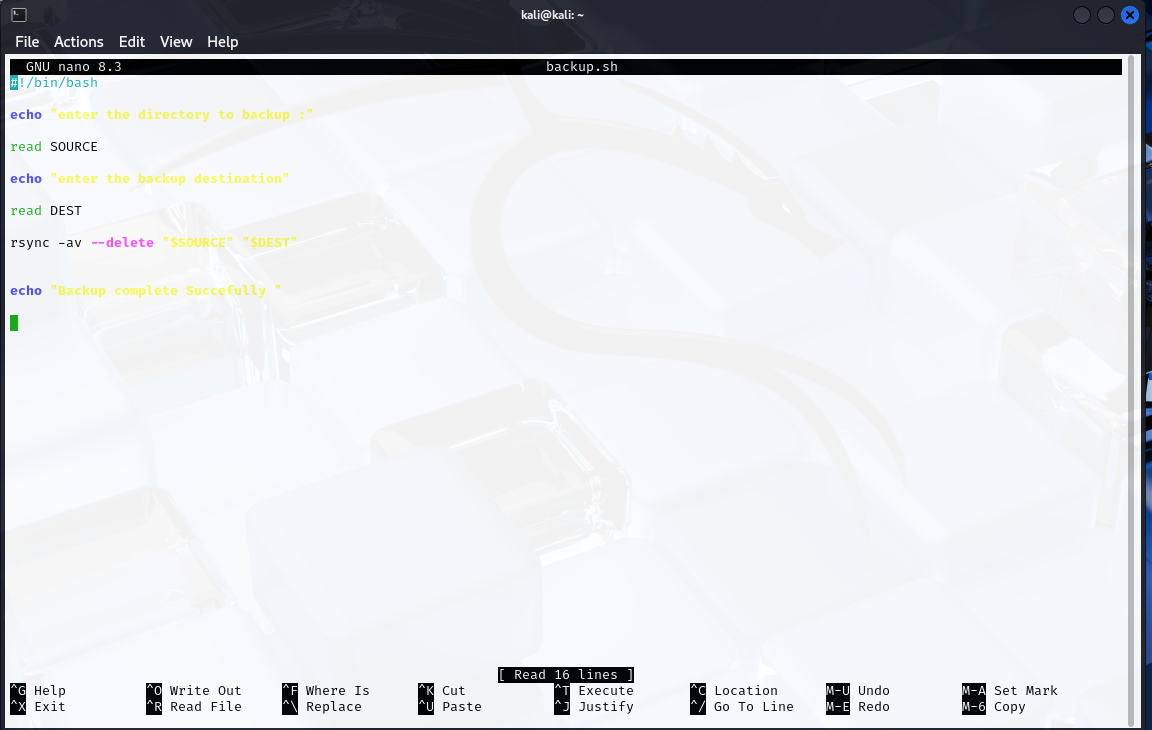 kali@kali: ~
File Actions Edit View Help
GNU nano 8.3 backup.sh
#!/bin/bash
echo "enter the directory to backup :"
read SOURCE
echo "enter the backup destination"
read DEST
rsync -av --delete "$SOURCE" "$DEST"
echo "Backup complete Succefully "
[ Read 16 lines ]
^G Help ^O Write Out ^F Where Is ^K Cut ^T Execute ^C Location M-U Undo M-A Set Mark
^X Exit ^R Read File ^\ Replace ^U Paste ^J Justify ^/ Go To Line M-E Redo M-6 Copy